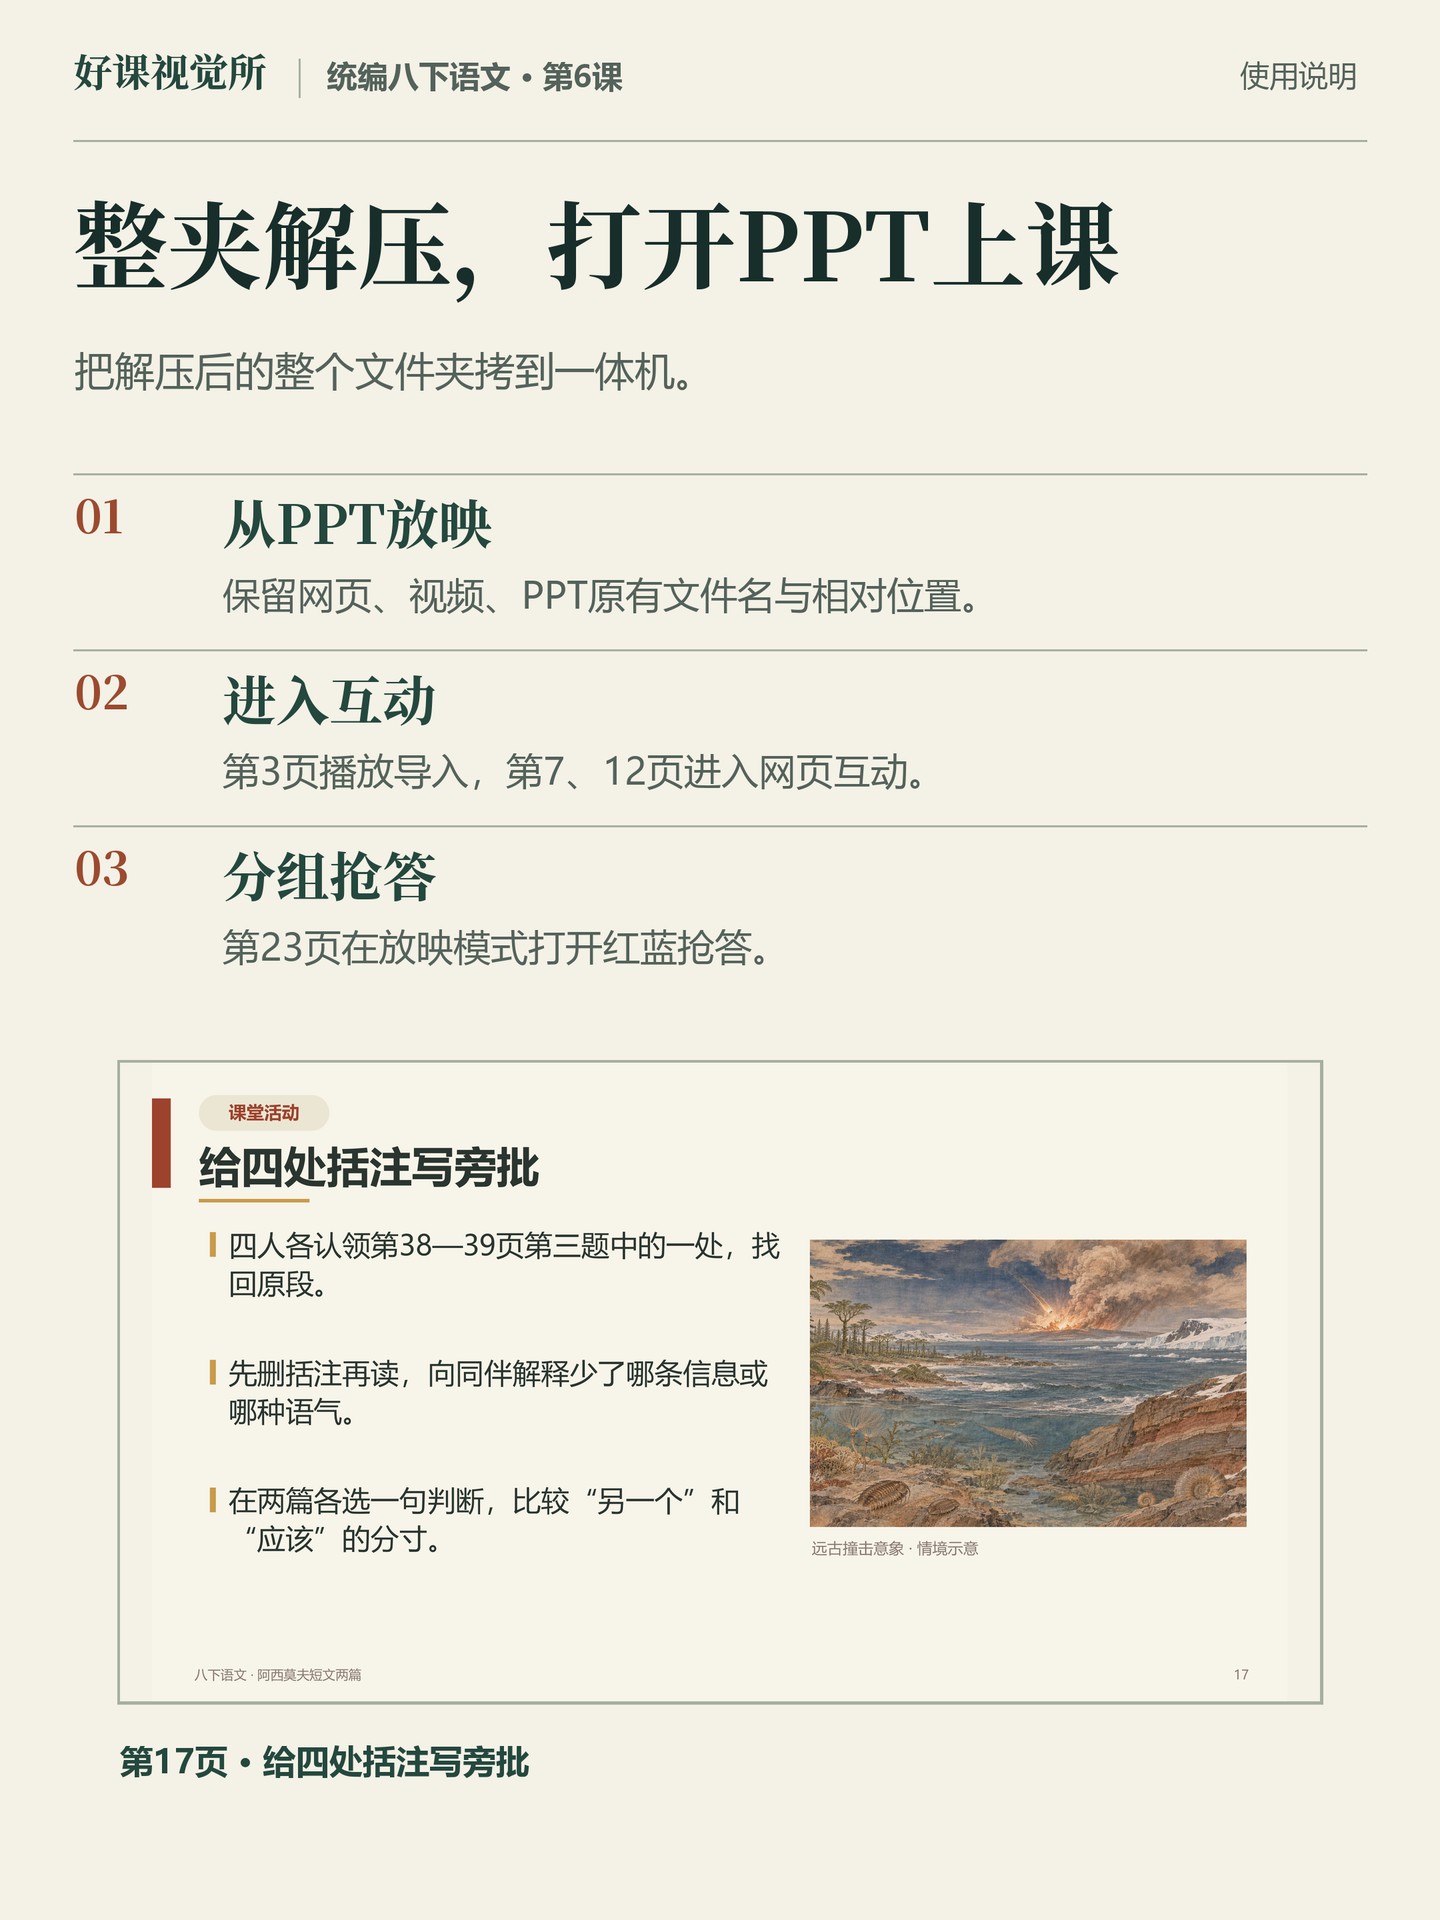 好课视觉所
统编八下语文·第6课
使用说明
整夹解压，打开PPT上课
把解压后的整个文件夹拷到一体机。
01
从PPT放映
保留网页、视频、PPT原有文件名与相对位置。
02
进入互动
第3页播放导入，第7、12页进入网页互动。
03
分组抢答
第23页在放映模式打开红蓝抢答。
课堂活动
给四处括注写旁批
四人各认领第38—39页第三题中的一处，找
回原段。
先删括注再读，向同伴解释少了哪条信息或
哪种语气。
在两篇各选一句判断，比较“另一个”和
“应该”的分寸。
远古撞击意象·情境示意
八下语文·阿西莫夫短文两篇
17
第17页·给四处括注写旁批